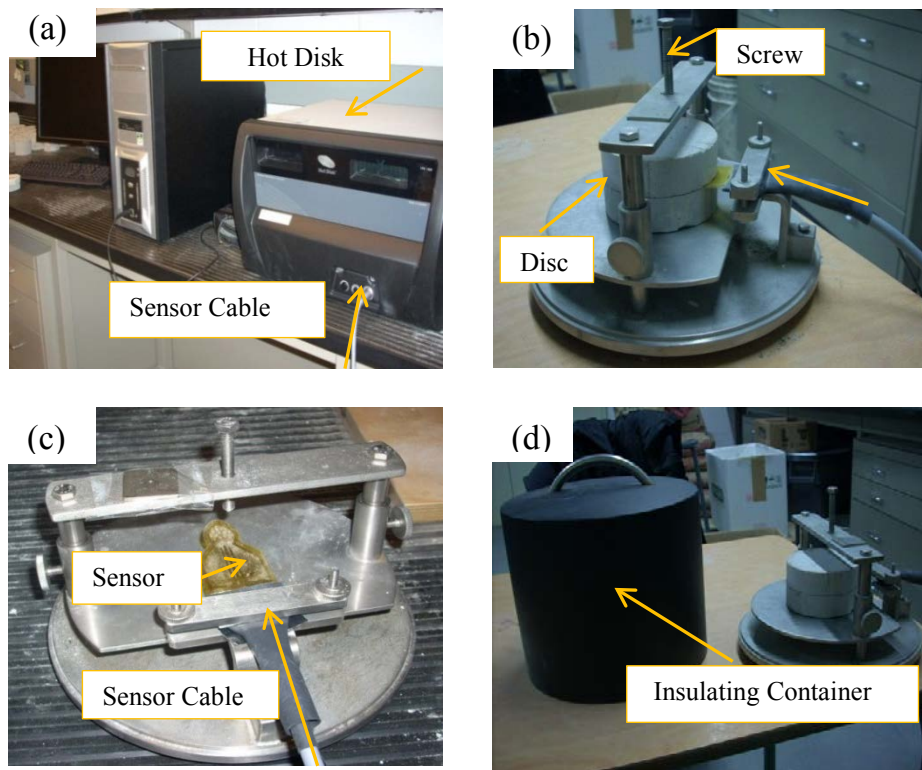 (a)
Hot Disk
Sensor Cable
(b)
Screw
Disc
(c)
Sensor
Sensor Cable
(d)
Insulating Container